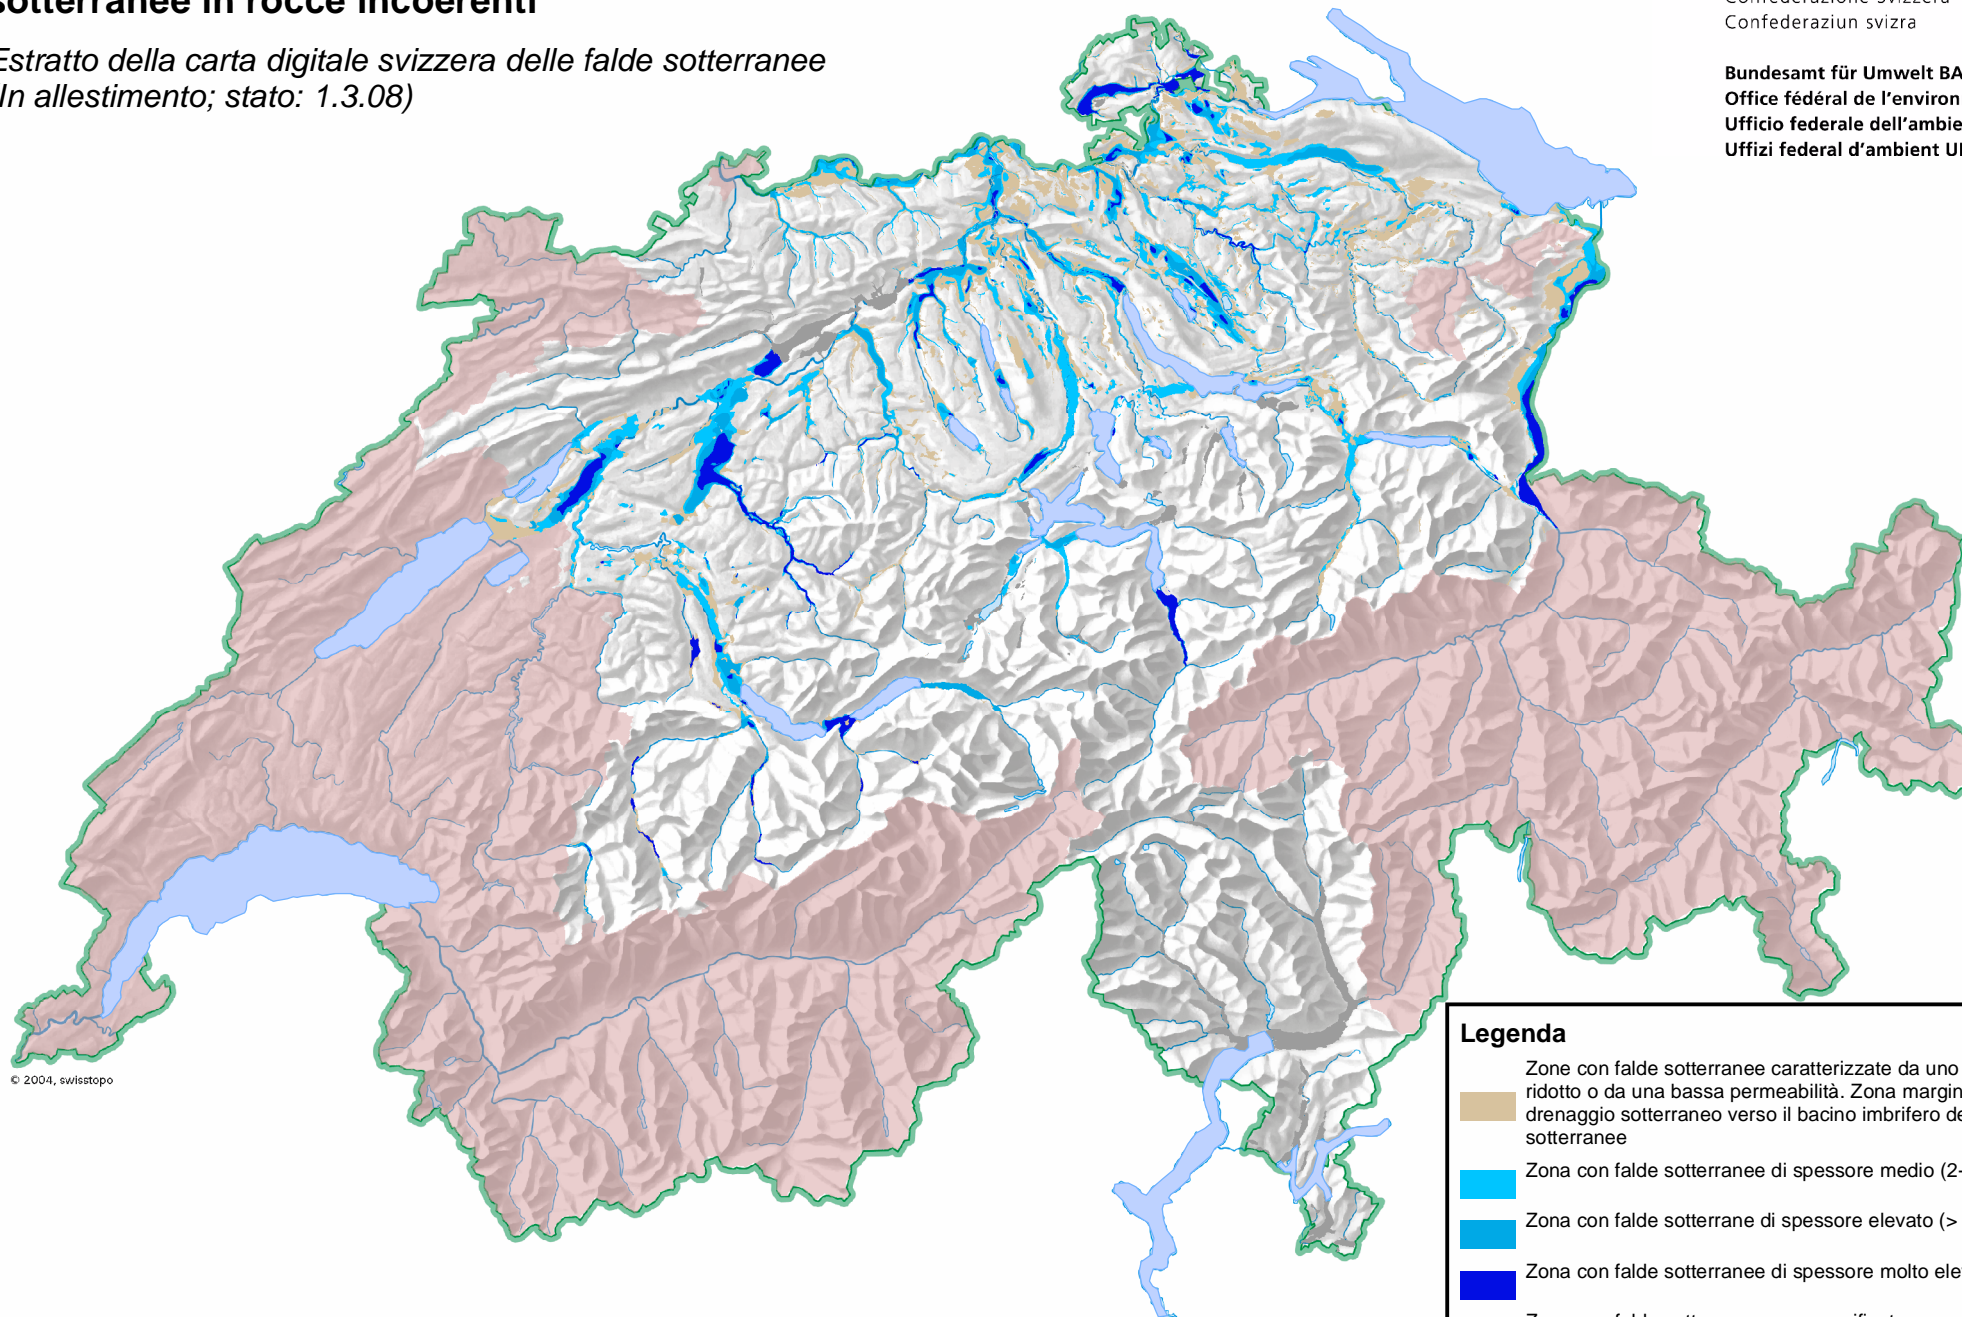 sotterranee in rocce incoerenti
Estratto della carta digitale svizzera delle falde sotterranee
(In allestimento; stato: 1.3.08)
Confederaziun svizra
Bundesamt für Umwelt BA
Office fédéral de l'environ
Ufficio federale dell'ambie
Uffizi federal d'ambient U
© 2004, swisstopo
Legenda
Zone con falde sotterranee caratterizzate da uno
ridotto o da una bassa permeabilità. Zona margin
drenaggio sotterraneo verso il bacino imbrifero de
sotterranee
Zona con falde sotterranee di spessore medio (2-
Zona con falde sotterrane di spessore elevato (>
Zona con falde sotterranee di spessore molto ele